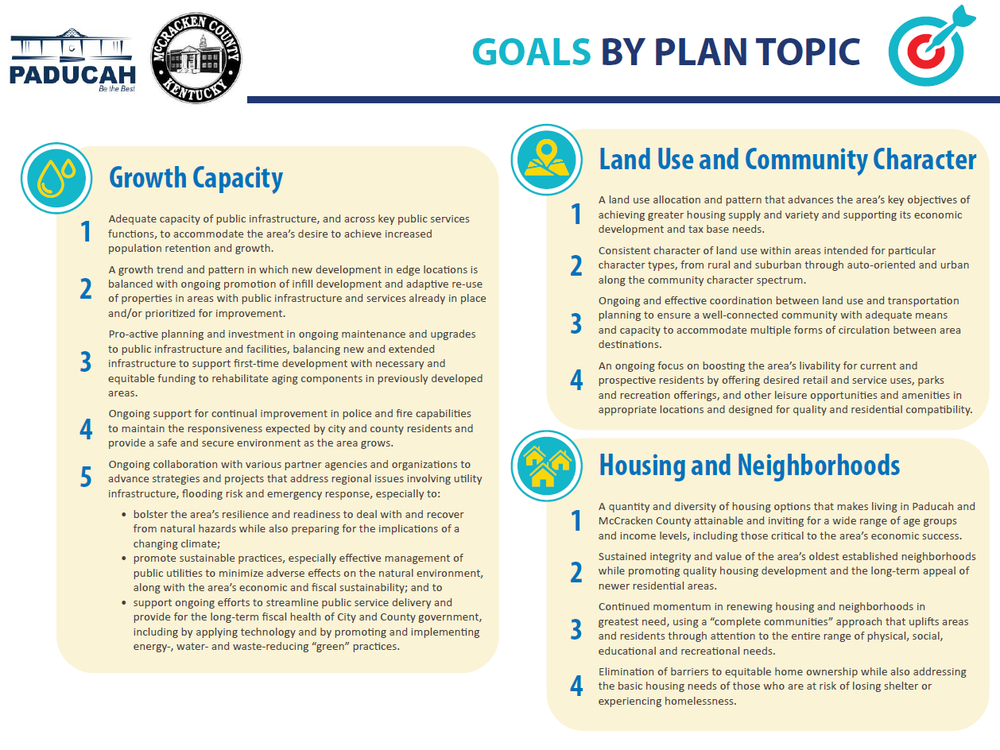 PADUCAH
Be the Best
McCRACKEN COUNTY
KENTUCKY
GOALS BY PLAN TOPIC
Growth Capacity
1
Adequate capacity of public infrastructure, and across key public services
functions, to accommodate the area’s desire to achieve increased
population retention and growth.
2
A growth trend and pattern in which new development in edge locations is
balanced with ongoing promotion of infill development and adaptive re-use
of properties in areas with public infrastructure and services already in place
and/or prioritized for improvement.
3
Pro-active planning and investment in ongoing maintenance and upgrades
to public infrastructure and facilities, balancing new and extended
infrastructure to support first-time development with necessary and
equitable funding to rehabilitate aging components in previously developed
areas.
4
Ongoing support for continual improvement in police and fire capabilities
to maintain the responsiveness expected by city and county residents and
provide a safe and secure environment as the area grows.
5
Ongoing collaboration with various partner agencies and organizations to
advance strategies and projects that address regional issues involving utility
infrastructure, flooding risk and emergency response, especially to:
• bolster the area’s resilience and readiness to deal with and recover
from natural hazards while also preparing for the implications of a
changing climate;
• promote sustainable practices, especially effective management of
public utilities to minimize adverse effects on the natural environment,
along with the area’s economic and fiscal sustainability; and to
• support ongoing efforts to streamline public service delivery and
provide for the long-term fiscal health of City and County government,
including by applying technology and by promoting and implementing
energy-, water- and waste-reducing “green” practices.
Land Use and Community Character
1
A land use allocation and pattern that advances the area’s key objectives of
achieving greater housing supply and variety and supporting its economic
development and tax base needs.
2
Consistent character of land use within areas intended for particular
character types, from rural and suburban through auto-oriented and urban
along the community character spectrum.
3
Ongoing and effective coordination between land use and transportation
planning to ensure a well-connected community with adequate means
and capacity to accommodate multiple forms of circulation between area
destinations.
4
An ongoing focus on boosting the area’s livability for current and
prospective residents by offering desired retail and service uses, parks
and recreation offerings, and other leisure opportunities and amenities in
appropriate locations and designed for quality and residential compatibility.
Housing and Neighborhoods
1
A quantity and diversity of housing options that makes living in Paducah and
McCracken County attainable and inviting for a wide range of age groups
and income levels, including those critical to the area’s economic success.
2
Sustained integrity and value of the area’s oldest established neighborhoods
while promoting quality housing development and the long-term appeal of
newer residential areas.
3
Continued momentum in renewing housing and neighborhoods in
greatest need, using a “complete communities” approach that uplifts areas
and residents through attention to the entire range of physical, social,
educational and recreational needs.
4
Elimination of barriers to equitable home ownership while also addressing
the basic housing needs of those who are at risk of losing shelter or
experiencing homelessness.